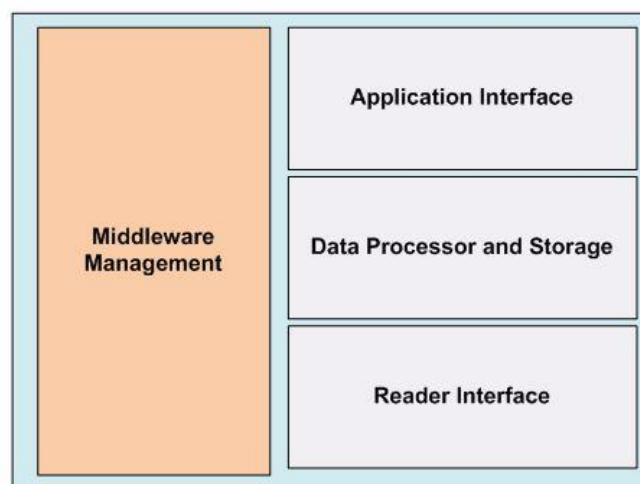 Middleware
Management
Application Interface
Data Processor and Storage
Reader Interface